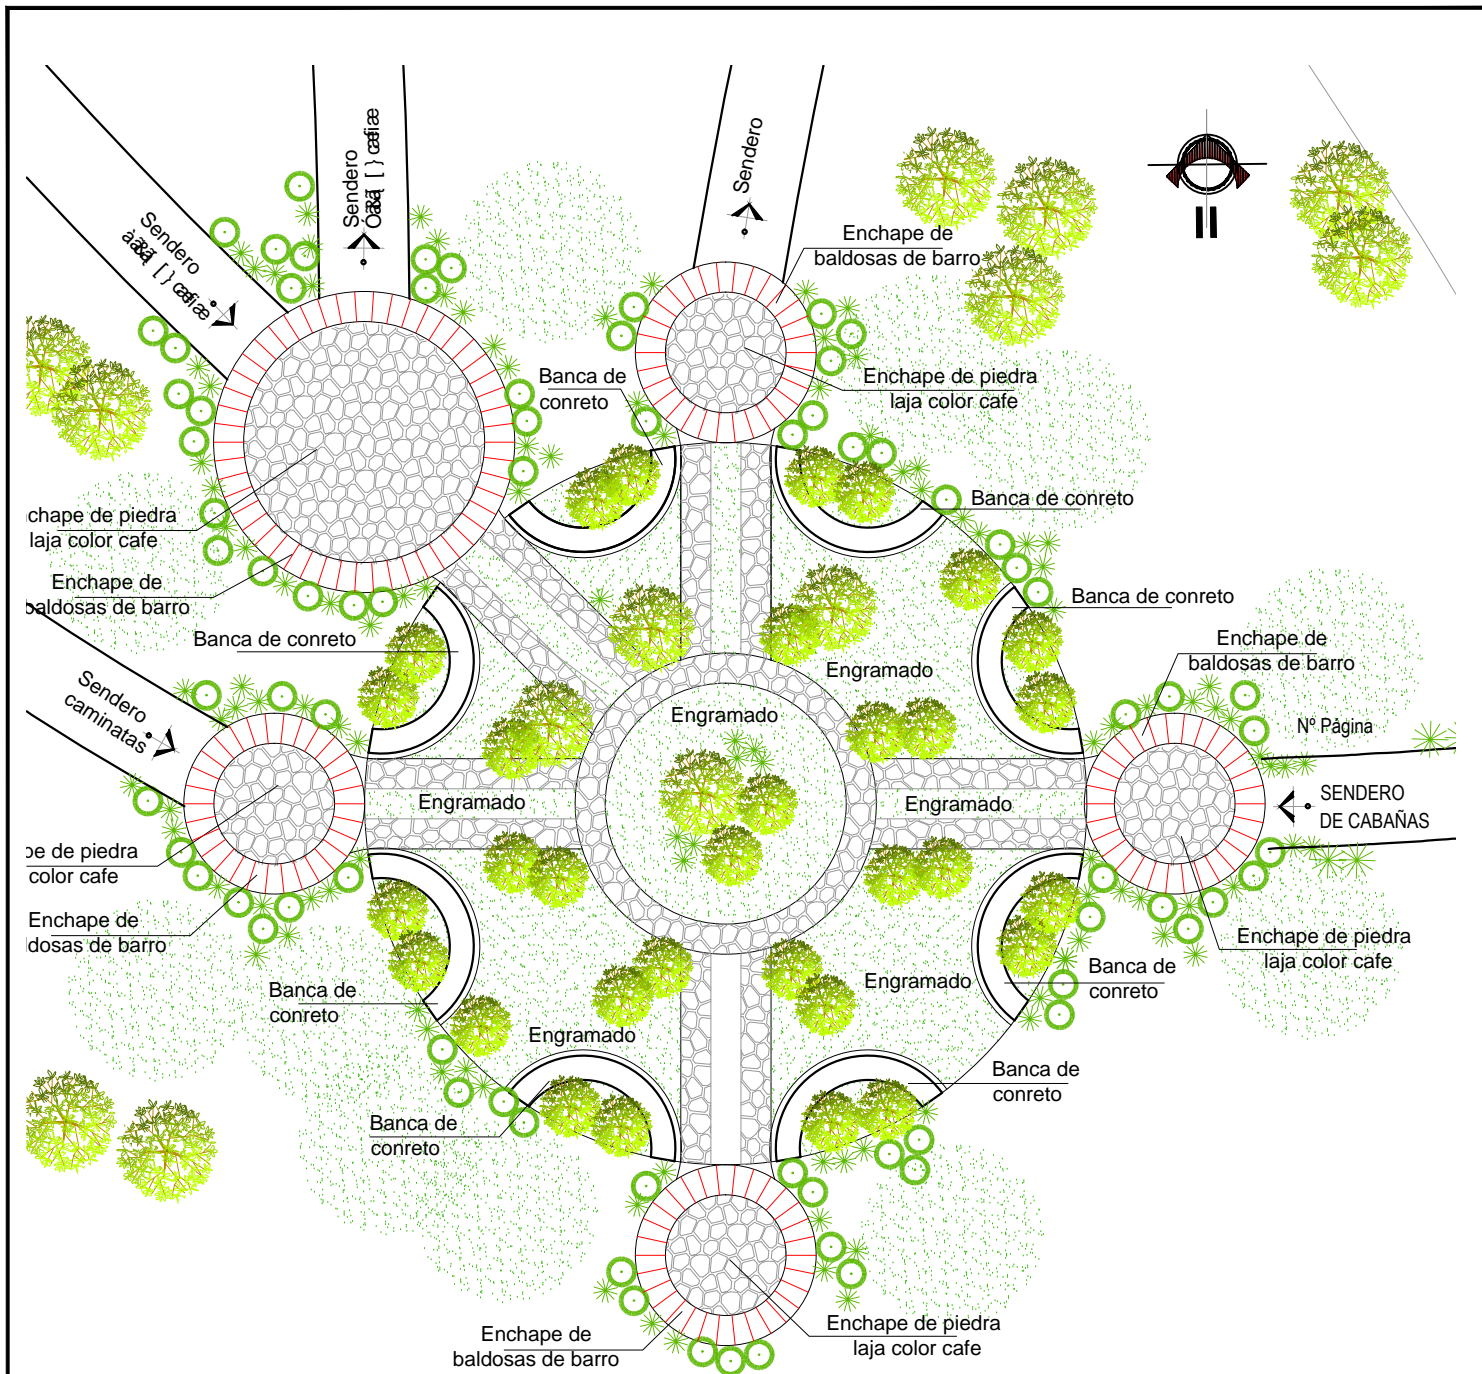 Sendero
Sendero
Sendero
Enchape de
baldosas de barro
Banca de
conreto
Enchape de piedra
laja color cafe
Banca de conreto
chape de piedra
laja color cafe
Enchape de
baldosas de barro
Banca de conreto
Banca de conreto
Enchape de
baldosas de barro
Engramado
Engramado
Sendero
caminatas
Nº Página
SENDERO
DE CABAÑAS
Engramado
Engramado
pe de piedra
color cafe
Enchape de
ldosas de barro
Enchape de piedra
laja color cafe
Banca de
conreto
Engramado
Banca de
conreto
Engramado
Banca de
conreto
Banca de
conreto
Enchape de piedra
laja color cafe
Enchape de
baldosas de barro